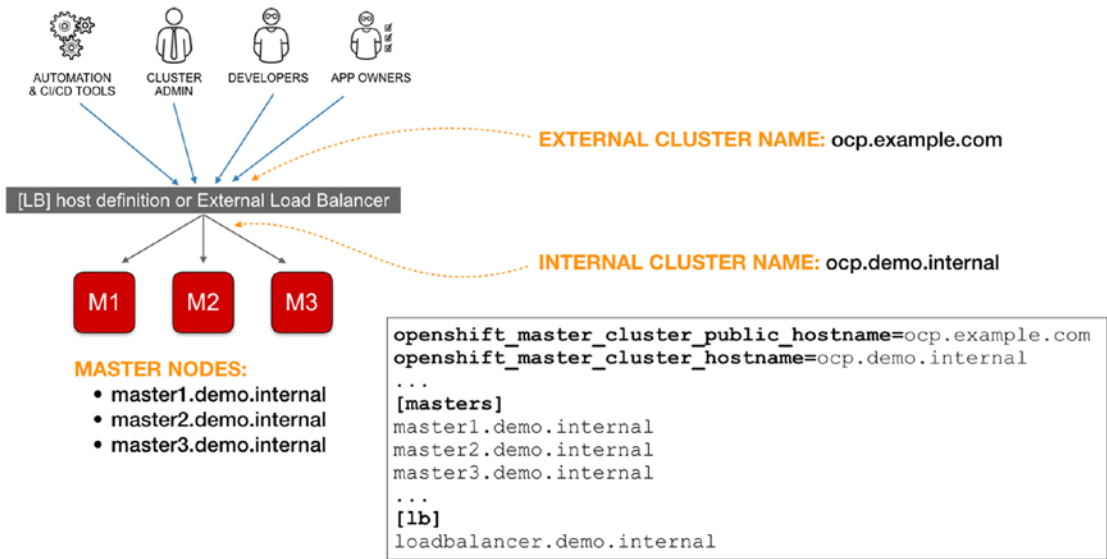 AUTOMATION
& CI/CD TOOLS
CLUSTER
ADMIN
DEVELOPERS
APP OWNERS
EXTERNAL CLUSTER NAME: ocp.example.com
[LB] host definition or External Load Balancer
INTERNAL CLUSTER NAME: ocp.demo.internal
M1
M2
M3
MASTER NODES:
• master1.demo.internal
• master2.demo.internal
• master3.demo.internal
openshift_master_cluster_public_hostname=ocp.example.com
openshift_master_cluster_hostname=ocp.demo.internal
...
[masters]
master1.demo.internal
master2.demo.internal
master3.demo.internal
...
[lb]
loadbalancer.demo.internal